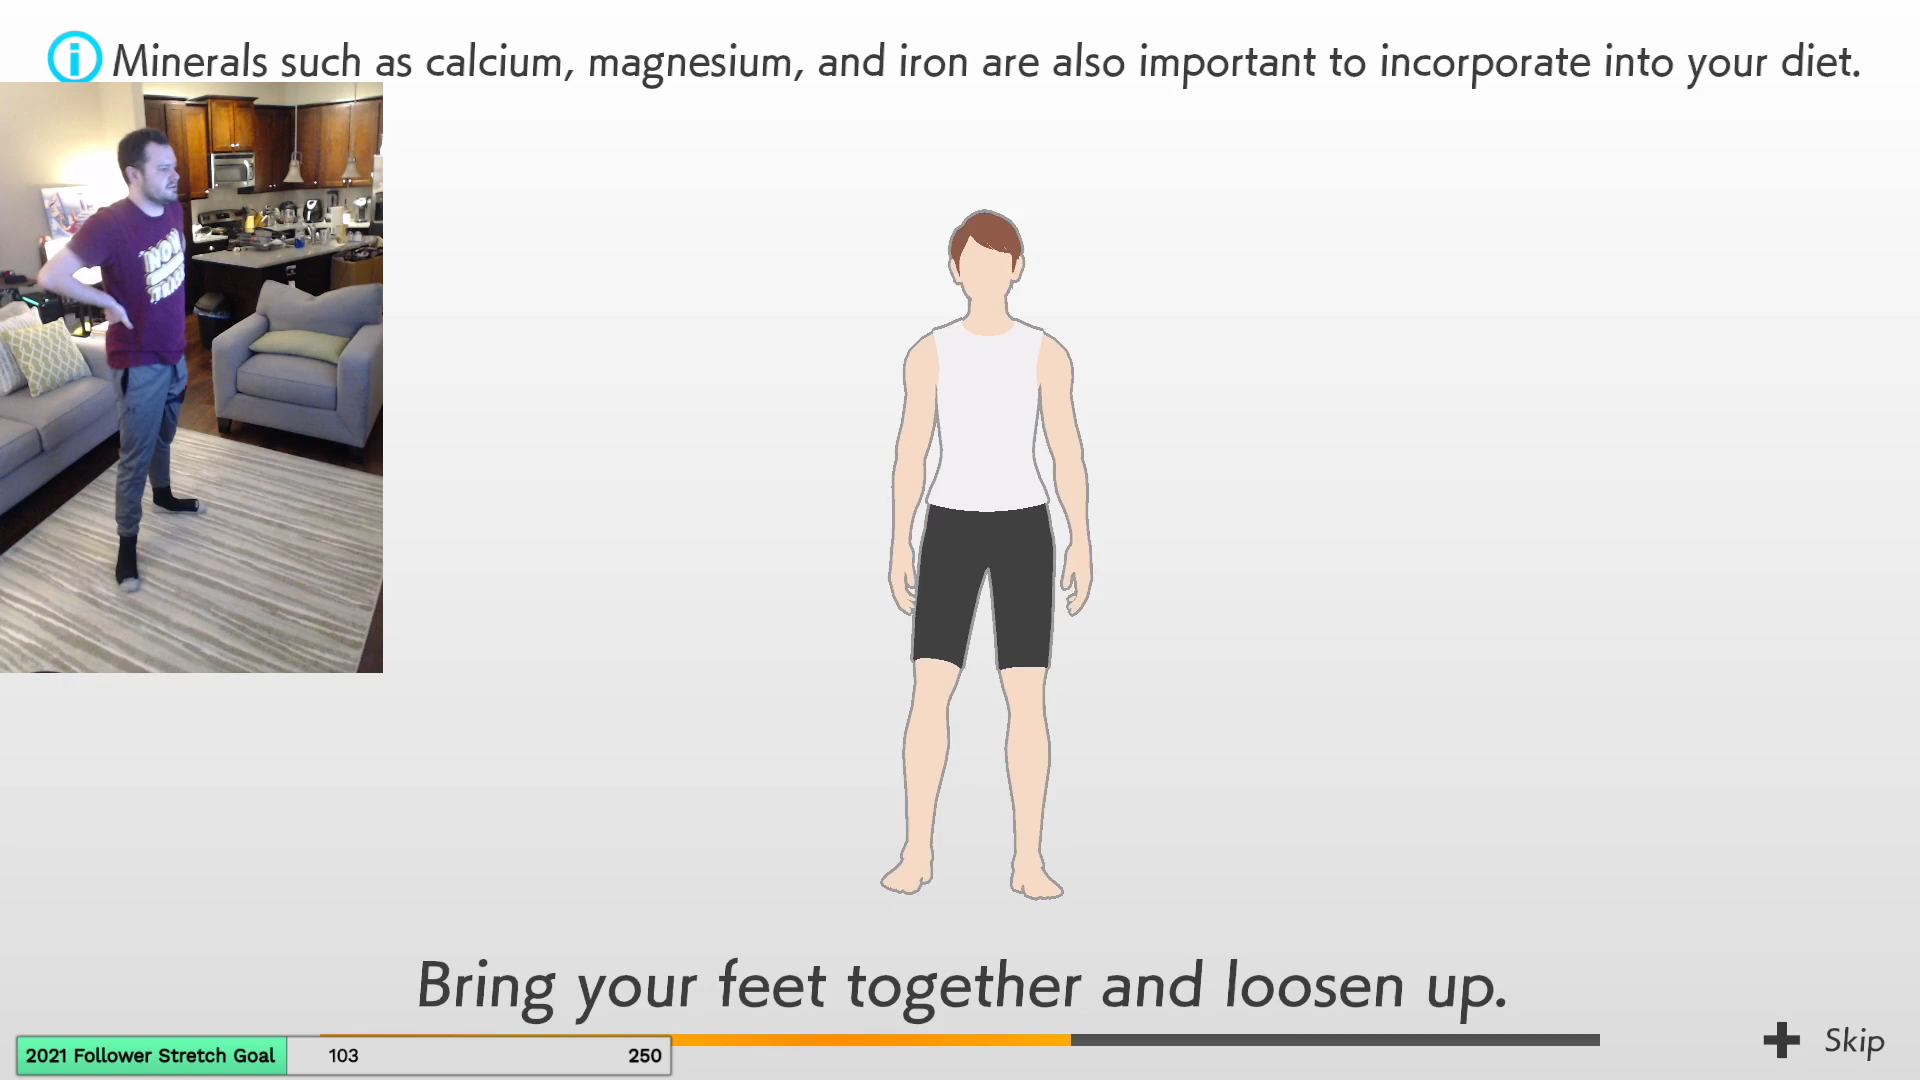 Minerals such as calcium, magnesium, and iron are also important to incorporate into your diet.
Bring your feet together and loosen up.
2021 Follower Stretch Goal 103 250
Skip